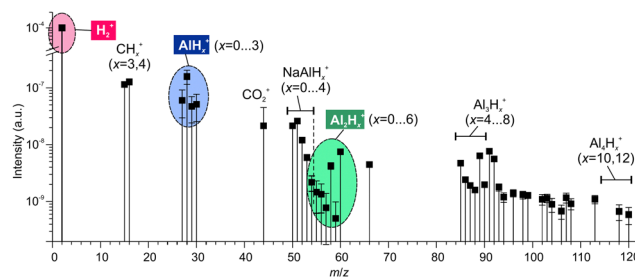 10⁻⁴
H₂⁺
CHₓ⁺
(x=3,4)
AlHₓ⁺ (x=0...3)
CO₂⁺
NaAlHₓ⁺
(x=0...4)
Al₂Hₓ⁺ (x=0...6)
Al₃Hₓ⁺
(x=4...8)
Al₄Hₓ⁺
(x=10,12)
Intensity (a.u.)
10⁻⁷
10⁻⁸
10⁻⁹
0 10 20 30 40 50 60 70 80 90 100 110 120
m/z